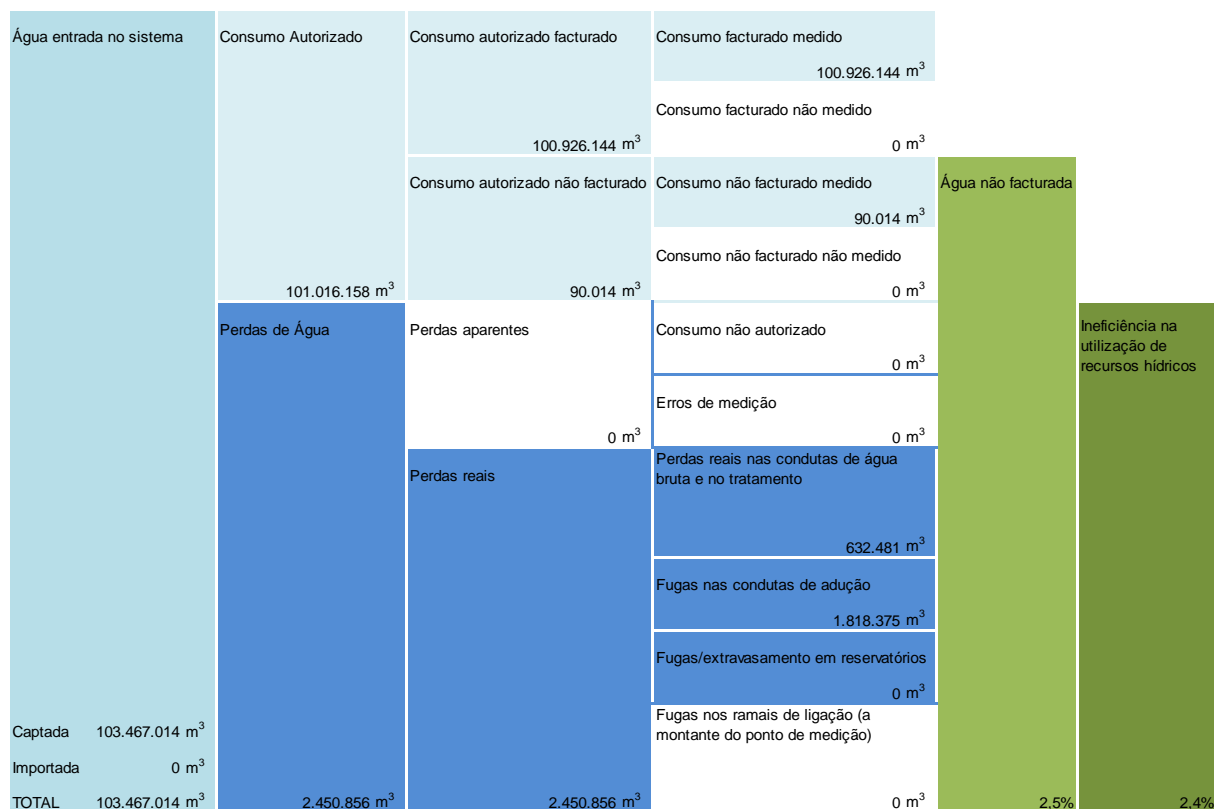 Água entrada no sistema
Consumo Autorizado
Consumo autorizado facturado
Consumo facturado medido
100.926.144 m³
Consumo facturado não medido
100.926.144 m³
0 m³
Consumo autorizado não facturado
Consumo não facturado medido
Água não facturada
90.014 m³
Consumo não facturado não medido
101.016.158 m³
90.014 m³
0 m³
Perdas de Água
Perdas aparentes
Consumo não autorizado
Ineficiência na
utilização de
recursos hídricos
0 m³
Erros de medição
0 m³
0 m³
Perdas reais
Perdas reais nas condutas de água
bruta e no tratamento
632.481 m³
Fugas nas condutas de adução
1.818.375 m³
Fugas/extravasamento em reservatórios
0 m³
Fugas nos ramais de ligação (a
montante do ponto de medição)
Captada 103.467.014 m³
Importada 0 m³
TOTAL 103.467.014 m³
2.450.856 m³
2.450.856 m³
0 m³
2,5%
2,4%